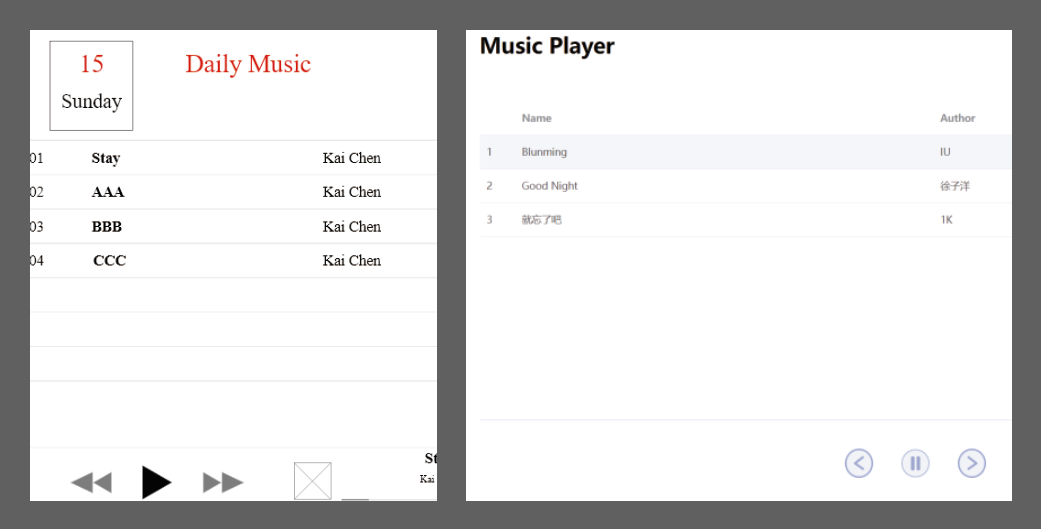 15
Daily Music
Sunday
01 Stay Kai Chen
02 AAA Kai Chen
03 BBB Kai Chen
04 CCC Kai Chen
St
Kai
Music Player
Name Author
1 Blunming IU
2 Good Night 徐子洋
3 就忘了吧 1K